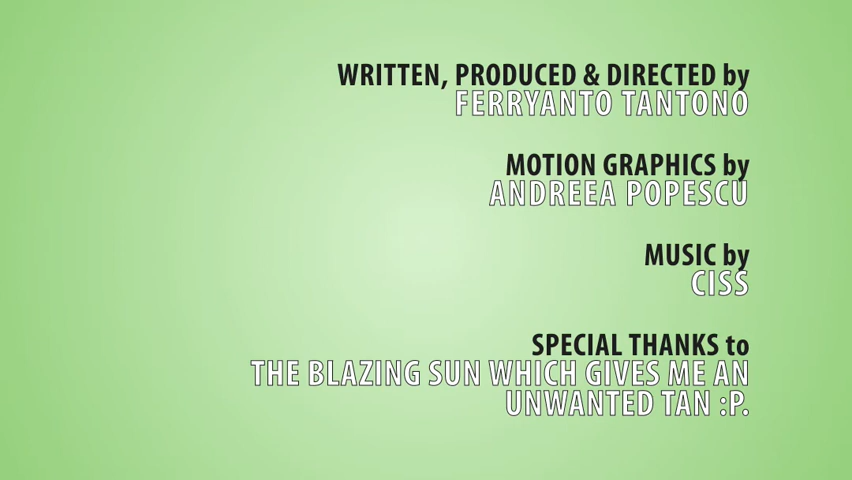 WRITTEN, PRODUCED & DIRECTED by
FERRYANTO TANTONO
MOTION GRAPHICS by
ANDREEA POPESCU
MUSIC by
CISS
SPECIAL THANKS to
THE BLAZING SUN WHICH GIVES ME AN
UNWANTED TAN :P.